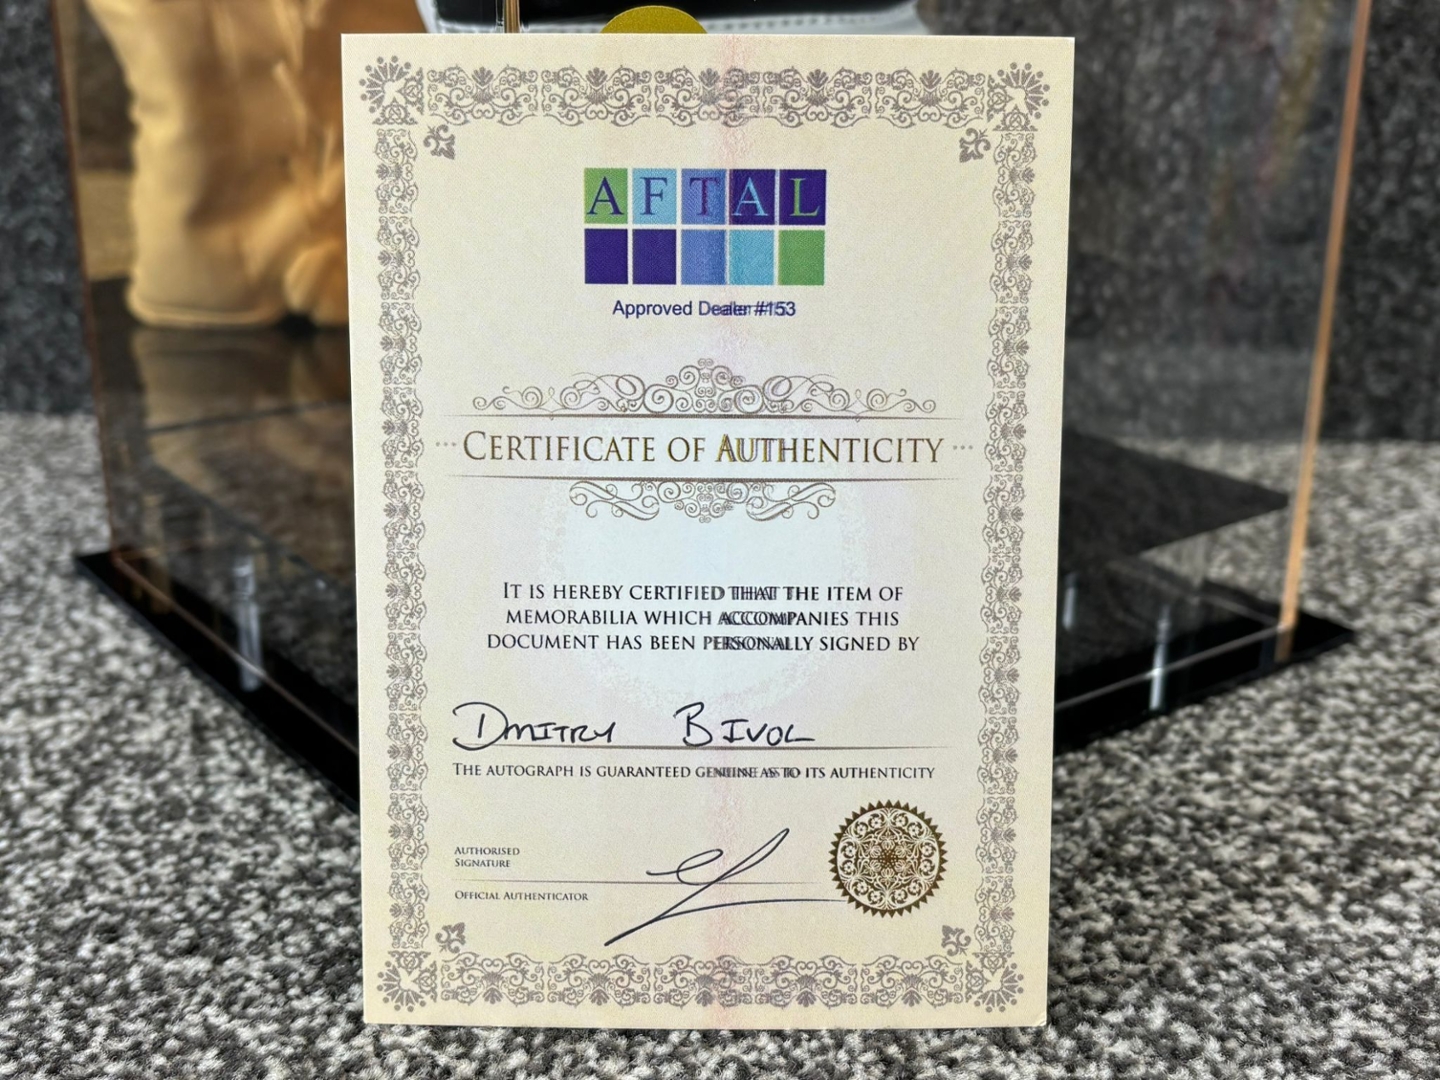 AFTAL
Approved Dealer #153
CERTIFICATE OF AUTHENTICITY
IT IS HEREBY CERTIFIED THAT THE ITEM OF
MEMORABILIA WHICH ACCOMPANIES THIS
DOCUMENT HAS BEEN PERSONALLY SIGNED BY
DMITRY BIVOL
THE AUTOGRAPH IS GUARANTEED GENUINE AS TO ITS AUTHENTICITY
AUTHORISED
SIGNATURE
OFFICIAL AUTHENTICATOR